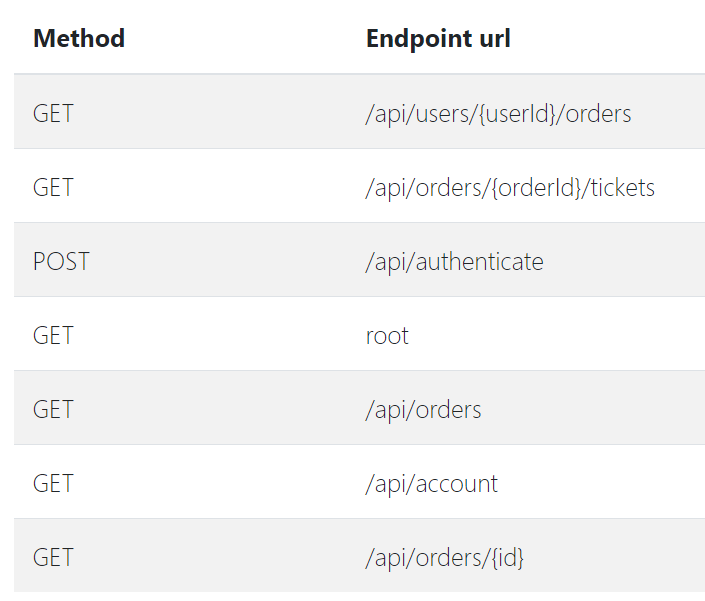 Method Endpoint url
GET /api/users/{userId}/orders
GET /api/orders/{orderId}/tickets
POST /api/authenticate
GET root
GET /api/orders
GET /api/account
GET /api/orders/{id}